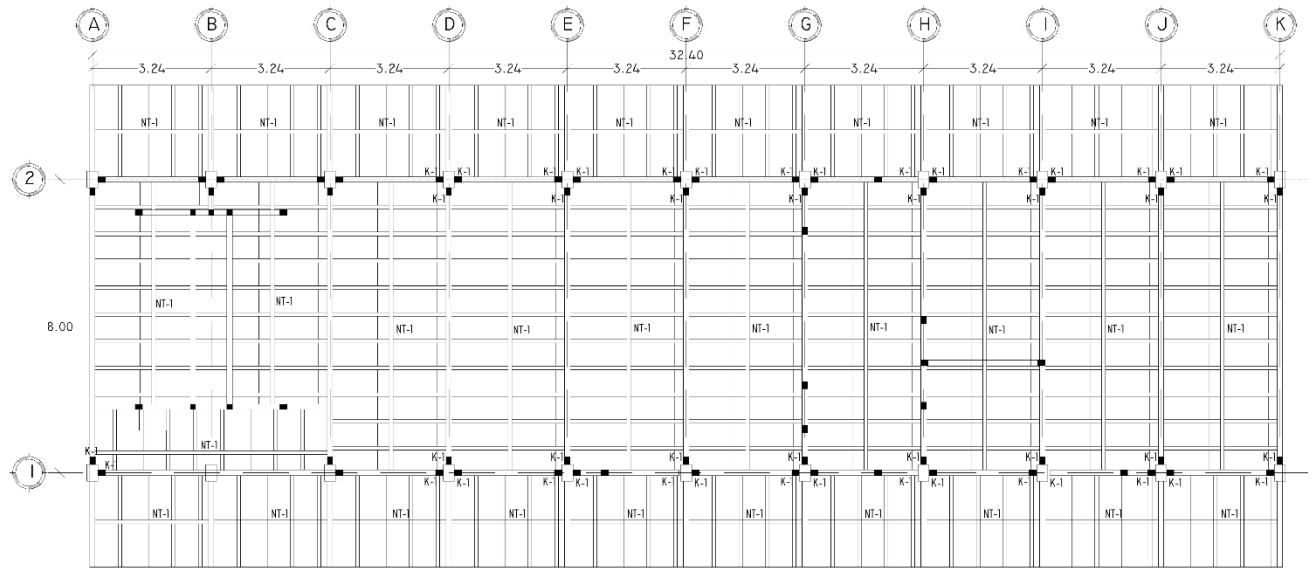 A B C D E F G H I J K
32.40
3.24 3.24 3.24 3.24 3.24 3.24 3.24 3.24 3.24 3.24
NT-1 NT-1 NT-1 NT-1 NT-1 NT-1 NT-1 NT-1 NT-1 NT-1
K-1 K-1 K-1 K-1 K-1 K-1 K-1 K-1 K-1 K-1 K-1 K-1 K-1 K-1 K-1
2
K-1 K-1 K-1 K-1 K-1 K-1 K-1 K-1
NT-1 NT-1
8.00 NT-1 NT-1 NT-1 NT-1 NT-1 NT-1 NT-1 NT-1
NT-1
K-1 K-1 K-1 K-1 K-1 K-1 K-1 K-1 K-1
K-1
1
K-1 K-1 K-1 K-1 K-1 K-1 K-1 K-1 K-1 K-1 K-1 K-1 K-1 K-1 K-1
NT-1 NT-1 NT-1 NT-1 NT-1 NT-1 NT-1 NT-1 NT-1 NT-1